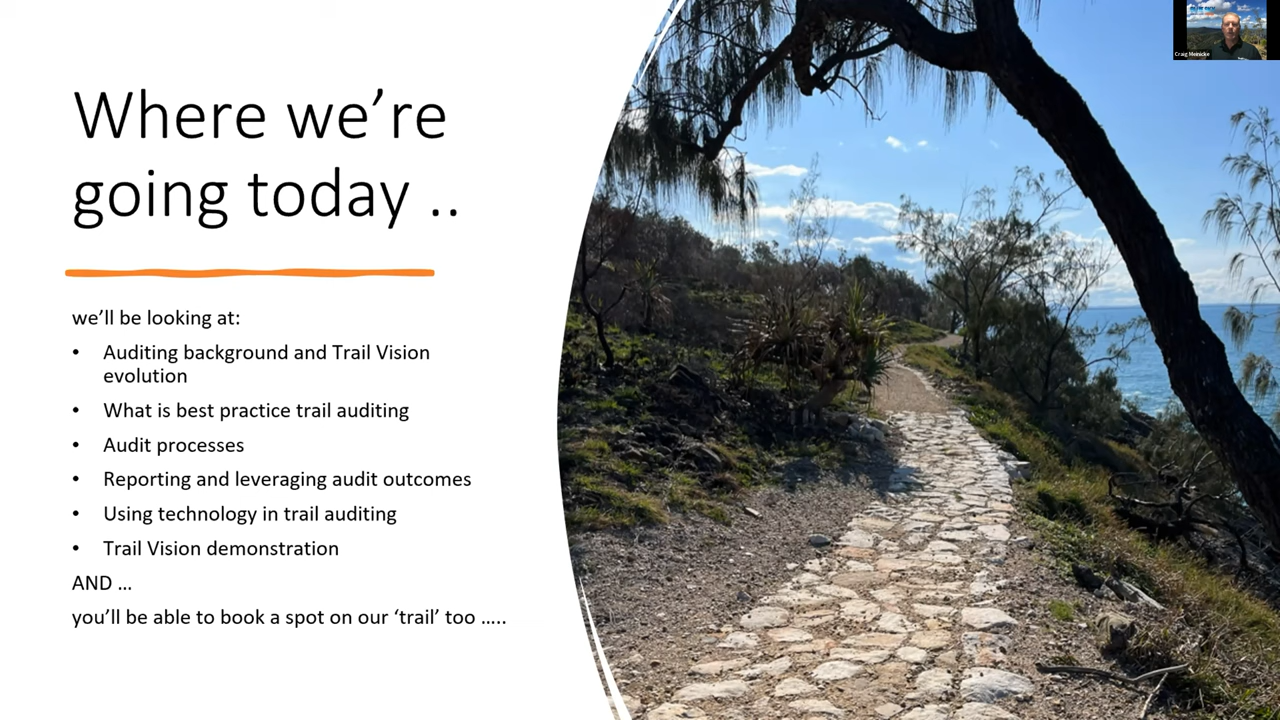 Where we're
going today ..
we'll be looking at:
• Auditing background and Trail Vision
evolution
• What is best practice trail auditing
• Audit processes
• Reporting and leveraging audit outcomes
• Using technology in trail auditing
• Trail Vision demonstration
AND ...
you'll be able to book a spot on our 'trail' too .....
Craig Meinicke